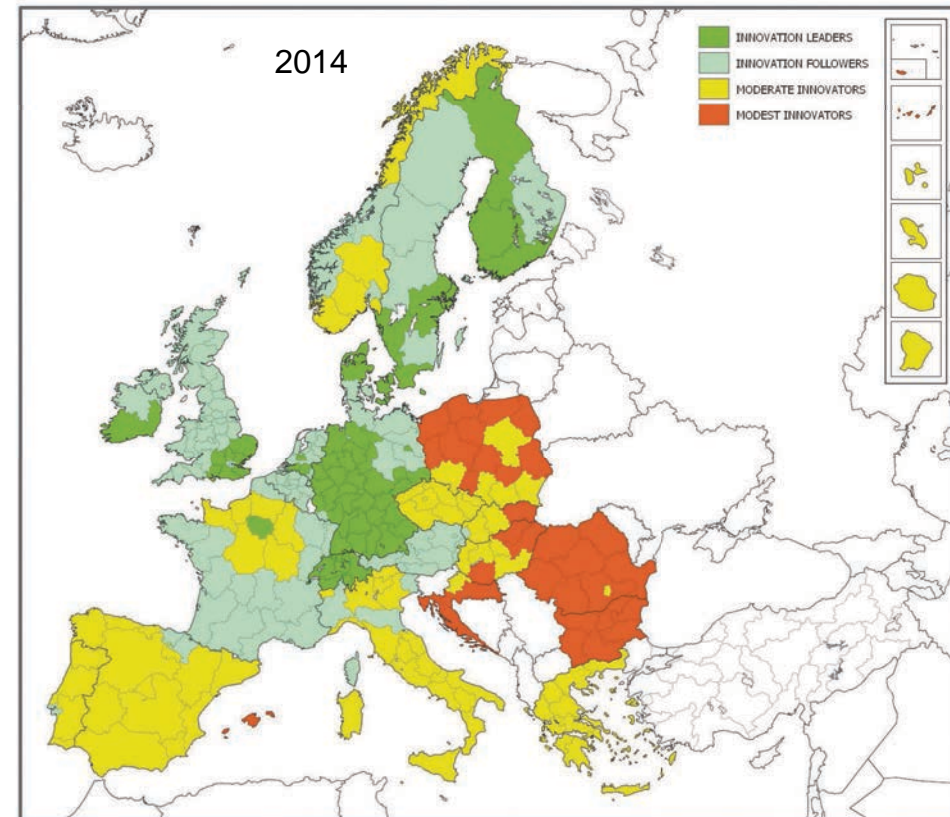 2014
INNOVATION LEADERS
INNOVATION FOLLOWERS
MODERATE INNOVATORS
MODEST INNOVATORS